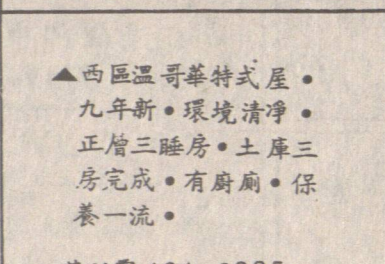 ▲西區溫哥華特式屋•
九年新•環境清淨•
正層三睡房•土庫三
房完成•有廚廁•保
養一流•